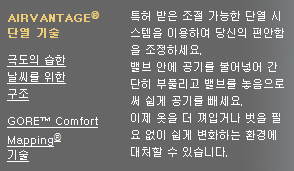 AIRVANTAGE®
단열 기술
극도의 습한
날씨를 위한
구조
GORE™ Comfort
Mapping®
기술
특허 받은 조절 가능한 단열 시
스템을 이용하여 당신의 편안함
을 조정하세요.
밸브 안에 공기를 불어넣어 간
단히 부풀리고 밸브를 놓음으로
써 쉽게 공기를 빼세요.
이제 옷을 더 껴입거나 벗을 필
요 없이 쉽게 변화하는 환경에
대처할 수 있습니다.